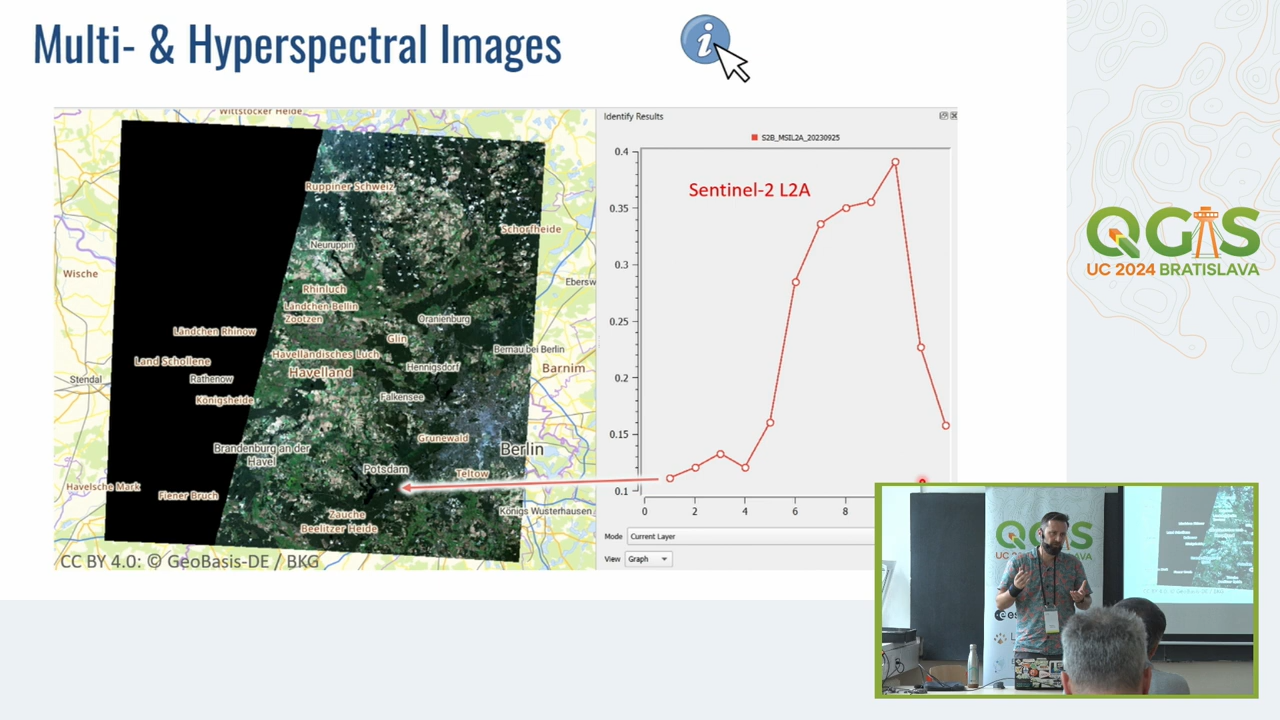 Multi- & Hyperspectral Images
i
Wittstocker Heide
Ruppiner Schweiz
Schorfheide
Neuruppin
Wische
Rhinluch
Ländchen Bellin
Zootzen
Oranienburg
Ebersw
Ländchen Rhinow
Glin
Land Schollene
Havelländisches Luch
Bernau bei Berlin
Stendal
Rathenow
Havelland
Hennigsdorf
Barnim
Königsheide
Falkensee
Grunewald
Brandenburg an der
Havel
Berlin
Potsdam
Teltow
Havelsche Mark
Fiener Bruch
Königs Wusterhausen
Zauche
Beelitzer Heide
CC BY 4.0: © GeoBasis-DE / BKG
Identify Results
S2B_MSIL2A_20230925
Sentinel-2 L2A
0.4
0.35
0.3
0.25
0.2
0.15
0.1
0 2 4 6 8
Mode Current Layer
View Graph
QGIS
UC 2024 BRATISLAVA
QGIS